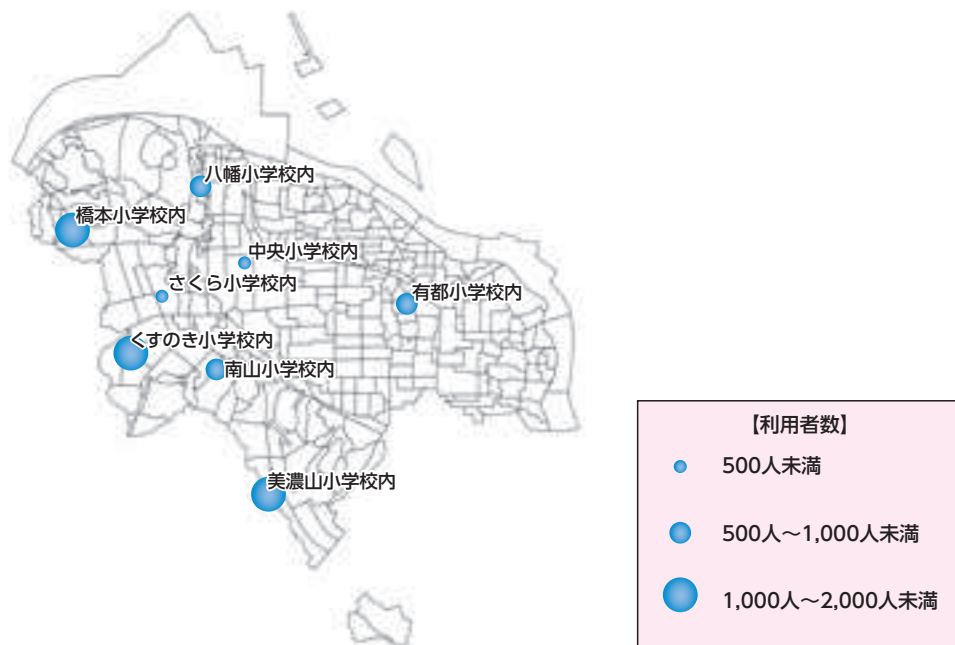 八幡小学校内
橋本小学校内
中央小学校内
さくら小学校内
有都小学校内
くすのき小学校内
南山小学校内
美濃山小学校内
【利用者数】
500人未満
500人～1,000人未満
1,000人～2,000人未満